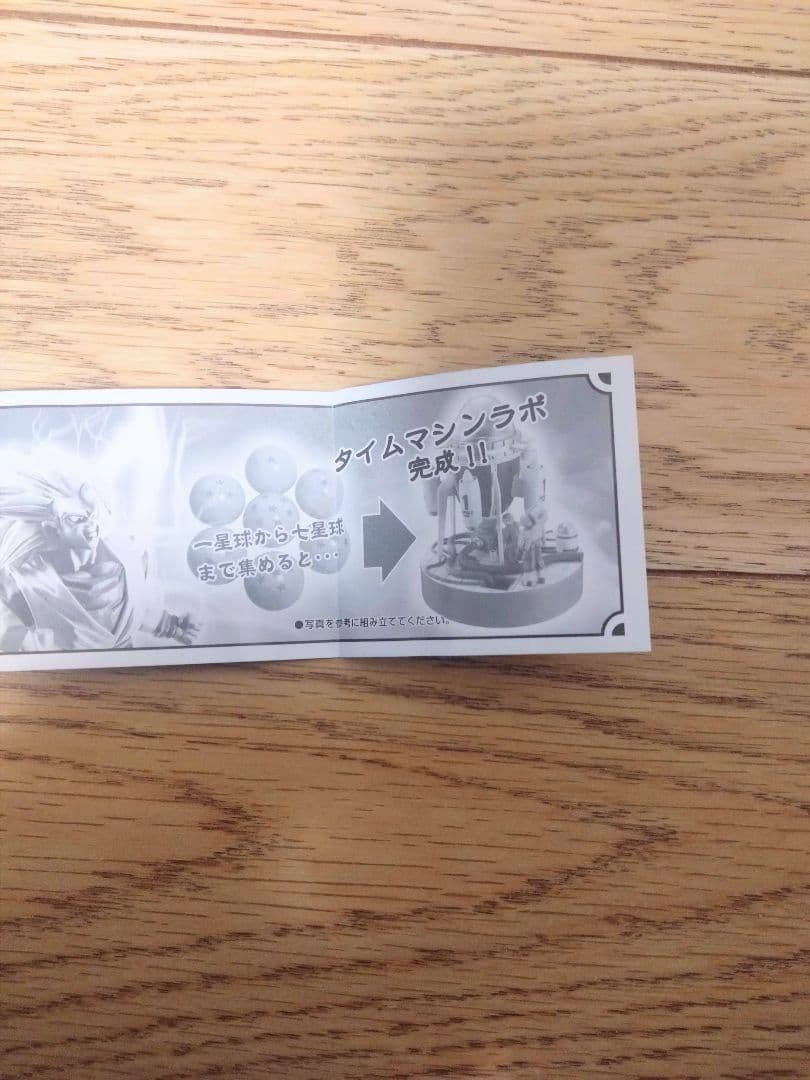 タイムマシンラボ
完成!!
一星球から七星球
まで集めると･･･
●写真を参考に組み立ててください。